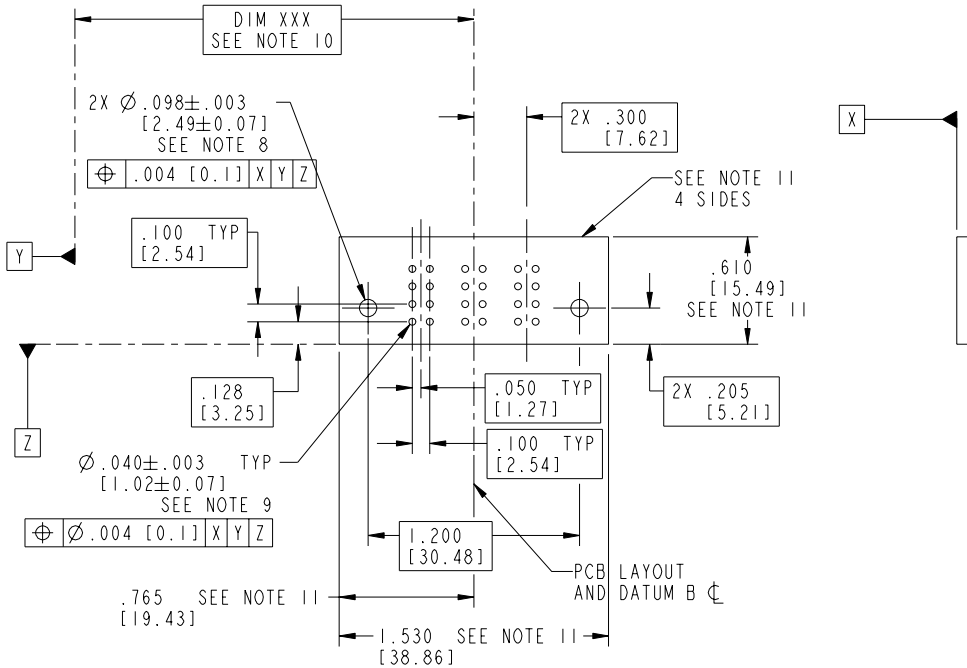 DIM XXX
SEE NOTE 10
2X Ø .098±.003
[2.49±0.07]
SEE NOTE 8
⌖ .004 [0.1] X Y Z
2X .300
[7.62]
X
SEE NOTE 11
4 SIDES
.100 TYP
[2.54]
Y
.610
[15.49]
SEE NOTE 11
.128
[3.25]
.050 TYP
[1.27]
2X .205
[5.21]
Z
.100 TYP
[2.54]
Ø .040±.003 TYP
[1.02±0.07]
SEE NOTE 9
⌖ Ø .004 [0.1] X Y Z
1.200
[30.48]
PCB LAYOUT
AND DATUM B ℄
.765 SEE NOTE 11
[19.43]
1.530 SEE NOTE 11
[38.86]